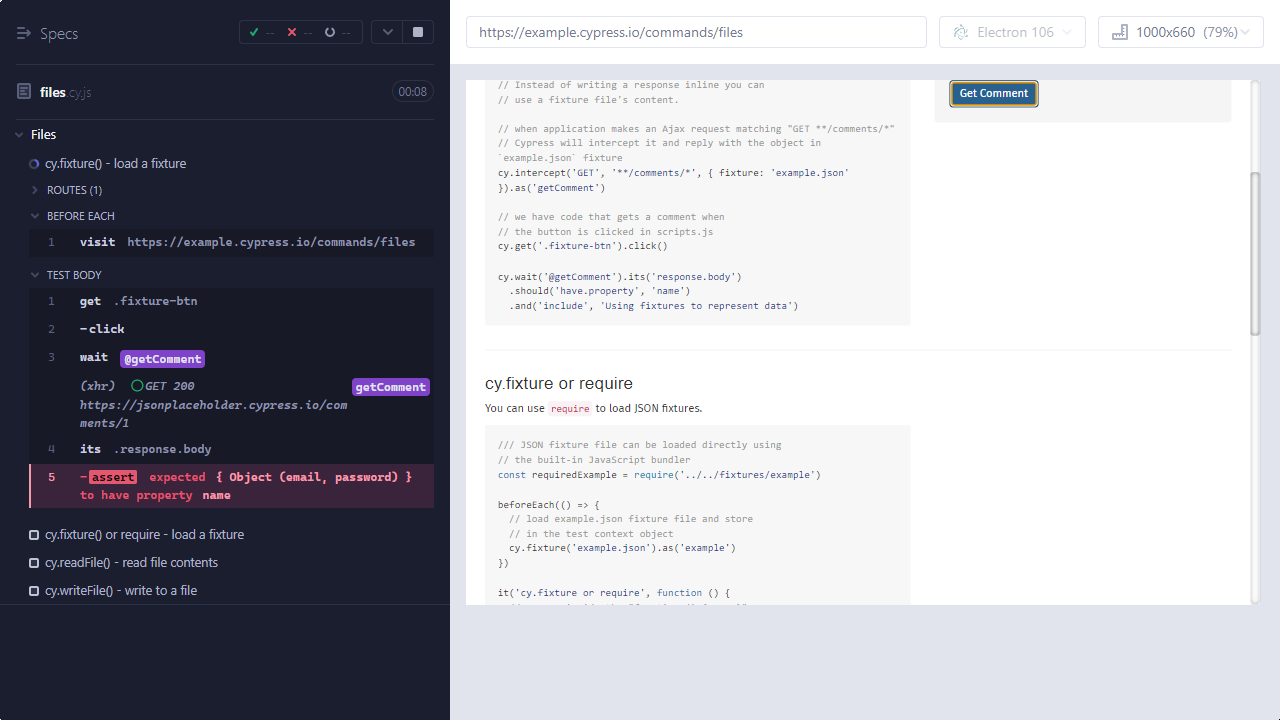 Specs
--
--
--
files.cy.js
00:08
Files
cy.fixture() - load a fixture
ROUTES (1)
BEFORE EACH
1 visit https://example.cypress.io/commands/files
TEST BODY
1 get .fixture-btn
2 -click
3 wait @getComment
(xhr) GET 200 getComment
https://jsonplaceholder.cypress.io/com
ments/1
4 its .response.body
5 -assert expected { Object (email, password) }
to have property name
cy.fixture() or require - load a fixture
cy.readFile() - read file contents
cy.writeFile() - write to a file
https://example.cypress.io/commands/files
Electron 106
1000x660 (79%)
// Instead of writing a response inline you can
// use a fixture file's content.
// when application makes an Ajax request matching "GET **/comments/*"
// Cypress will intercept it and reply with the object in
`example.json` fixture
cy.intercept('GET', '**/comments/*', { fixture: 'example.json'
}).as('getComment')
// we have code that gets a comment when
// the button is clicked in scripts.js
cy.get('.fixture-btn').click()
cy.wait('@getComment').its('response.body')
.should('have.property', 'name')
.and('include', 'Using fixtures to represent data')
Get Comment
cy.fixture or require
You can use require to load JSON fixtures.
/// JSON fixture file can be loaded directly using
// the built-in JavaScript bundler
const requiredExample = require('../../fixtures/example')
beforeEach(() => {
// load example.json fixture file and store
// in the test context object
cy.fixture('example.json').as('example')
})
it('cy.fixture or require', function () {